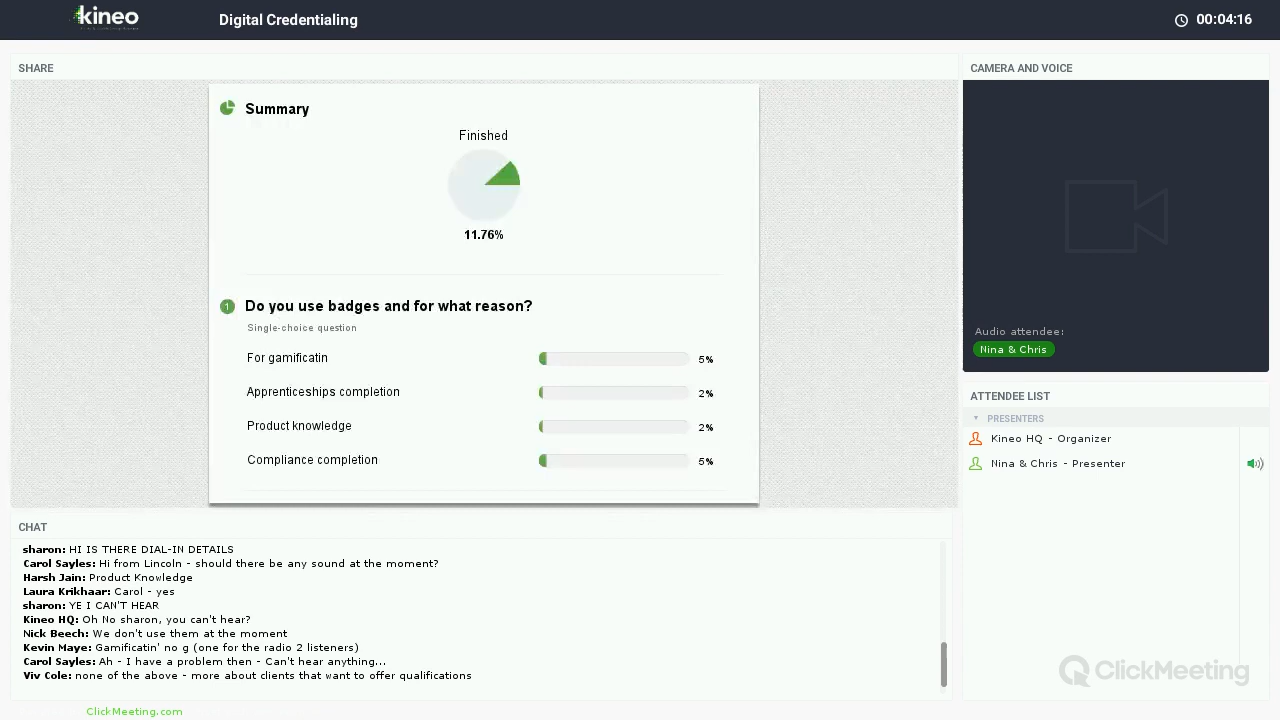 kineo
Digital Credentialing
00:04:16
SHARE
CAMERA AND VOICE
Summary
Finished
11.76%
1 Do you use badges and for what reason?
Single-choice question
For gamificatin 5%
Apprenticeships completion 2%
Product knowledge 2%
Compliance completion 5%
Audio attendee:
Nina & Chris
ATTENDEE LIST
PRESENTERS
Kineo HQ - Organizer
Nina & Chris - Presenter
CHAT
sharon: HI IS THERE DIAL-IN DETAILS
Carol Sayles: Hi from Lincoln - should there be any sound at the moment?
Harsh Jain: Product Knowledge
Laura Krikhaar: Carol - yes
sharon: YE I CAN'T HEAR
Kineo HQ: Oh No sharon, you can't hear?
Nick Beech: We don't use them at the moment
Kevin Maye: Gamificatin' no g (one for the radio 2 listeners)
Carol Sayles: Ah - I have a problem then - Can't hear anything...
Viv Cole: none of the above - more about clients that want to offer qualifications
ClickMeeting
ClickMeeting.com